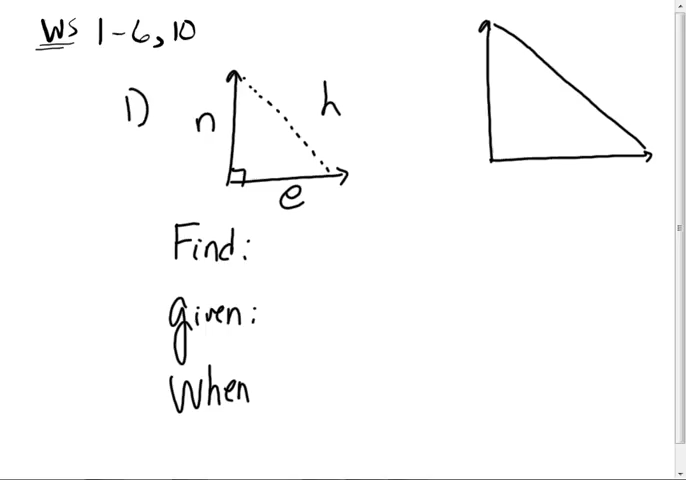 WS 1-6, 10
1)
n
h
e
Find:
given:
When